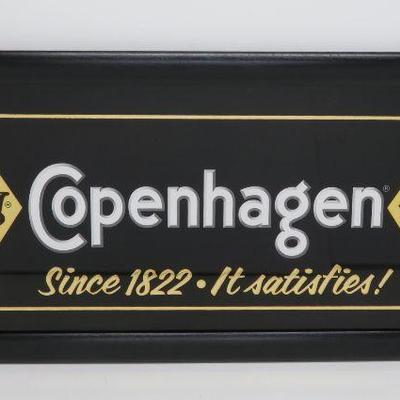 Copenhagen®
Since 1822 • It satisfies!